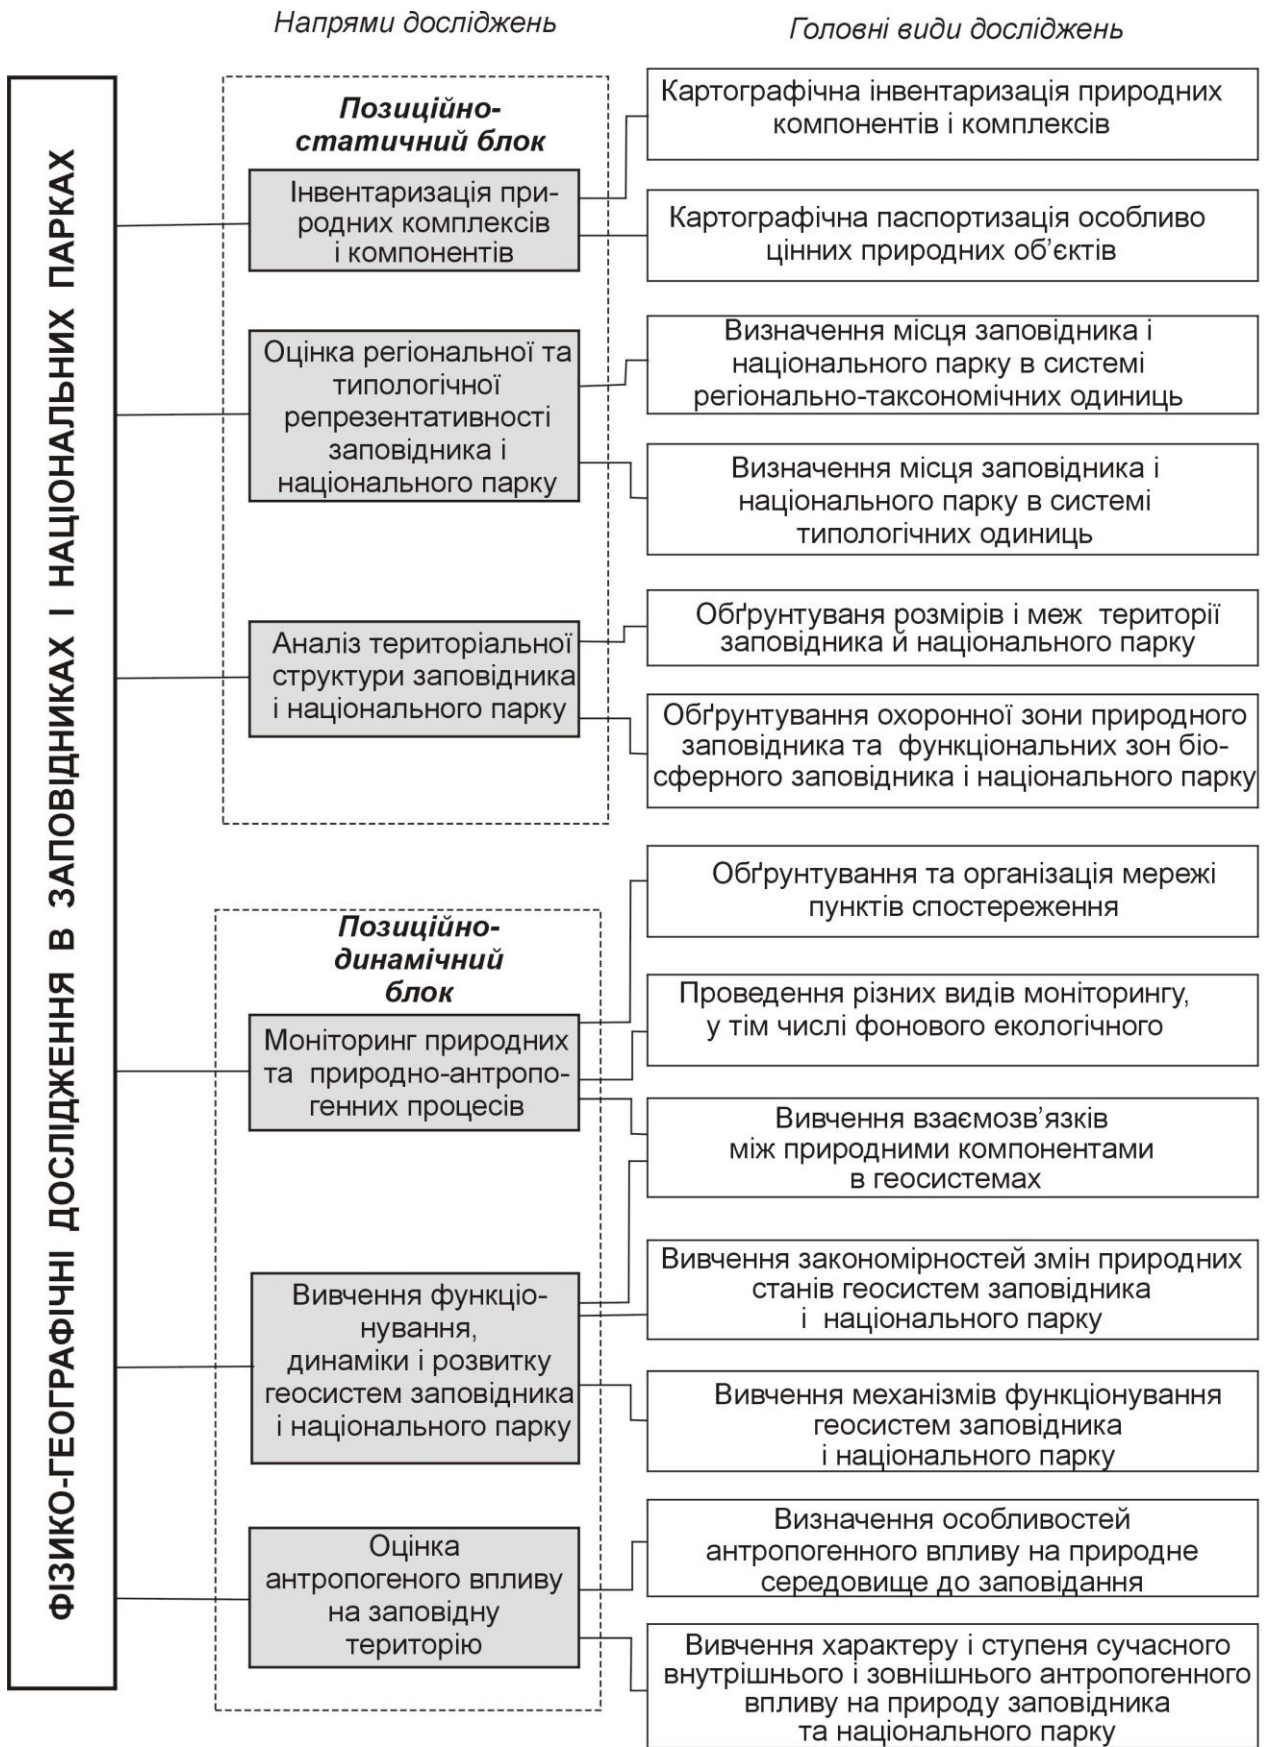 Напрями досліджень
Головні види досліджень
ФІЗИКО-ГЕОГРАФІЧНІ ДОСЛІДЖЕННЯ В ЗАПОВІДНИКАХ І НАЦІОНАЛЬНИХ ПАРКАХ
Позиційно-
статичний блок
Інвентаризація при-
родних комплексів
і компонентів
Картографічна інвентаризація природних
компонентів і комплексів
Картографічна паспортизація особливо
цінних природних об’єктів
Оцінка регіональної та
типологічної
репрезентативності
заповідника і
національного парку
Визначення місця заповідника і
національного парку в системі
регіонально-таксономічних одиниць
Визначення місця заповідника і
національного парку в системі
типологічних одиниць
Аналіз територіальної
структури заповідника
і національного парку
Обґрунтуваня розмірів і меж території
заповідника й національного парку
Обґрунтування охоронної зони природного
заповідника та функціональних зон біо-
сферного заповідника і національного парку
Позиційно-
динамічний
блок
Моніторинг природних
та природно-антропо-
генних процесів
Обґрунтування та організація мережі
пунктів спостереження
Проведення різних видів моніторингу,
у тім числі фонового екологічного
Вивчення взаємозв’язків
між природними компонентами
в геосистемах
Вивчення функціо-
нування,
динаміки і розвитку
геосистем заповідника
і національного парку
Вивчення закономірностей змін природних
станів геосистем заповідника
і національного парку
Вивчення механізмів функціонування
геосистем заповідника
і національного парку
Оцінка
антропогеного впливу
на заповідну
територію
Визначення особливостей
антропогенного впливу на природне
середовище до заповідання
Вивчення характеру і ступеня сучасного
внутрішнього і зовнішнього антропогенного
впливу на природу заповідника
та національного парку